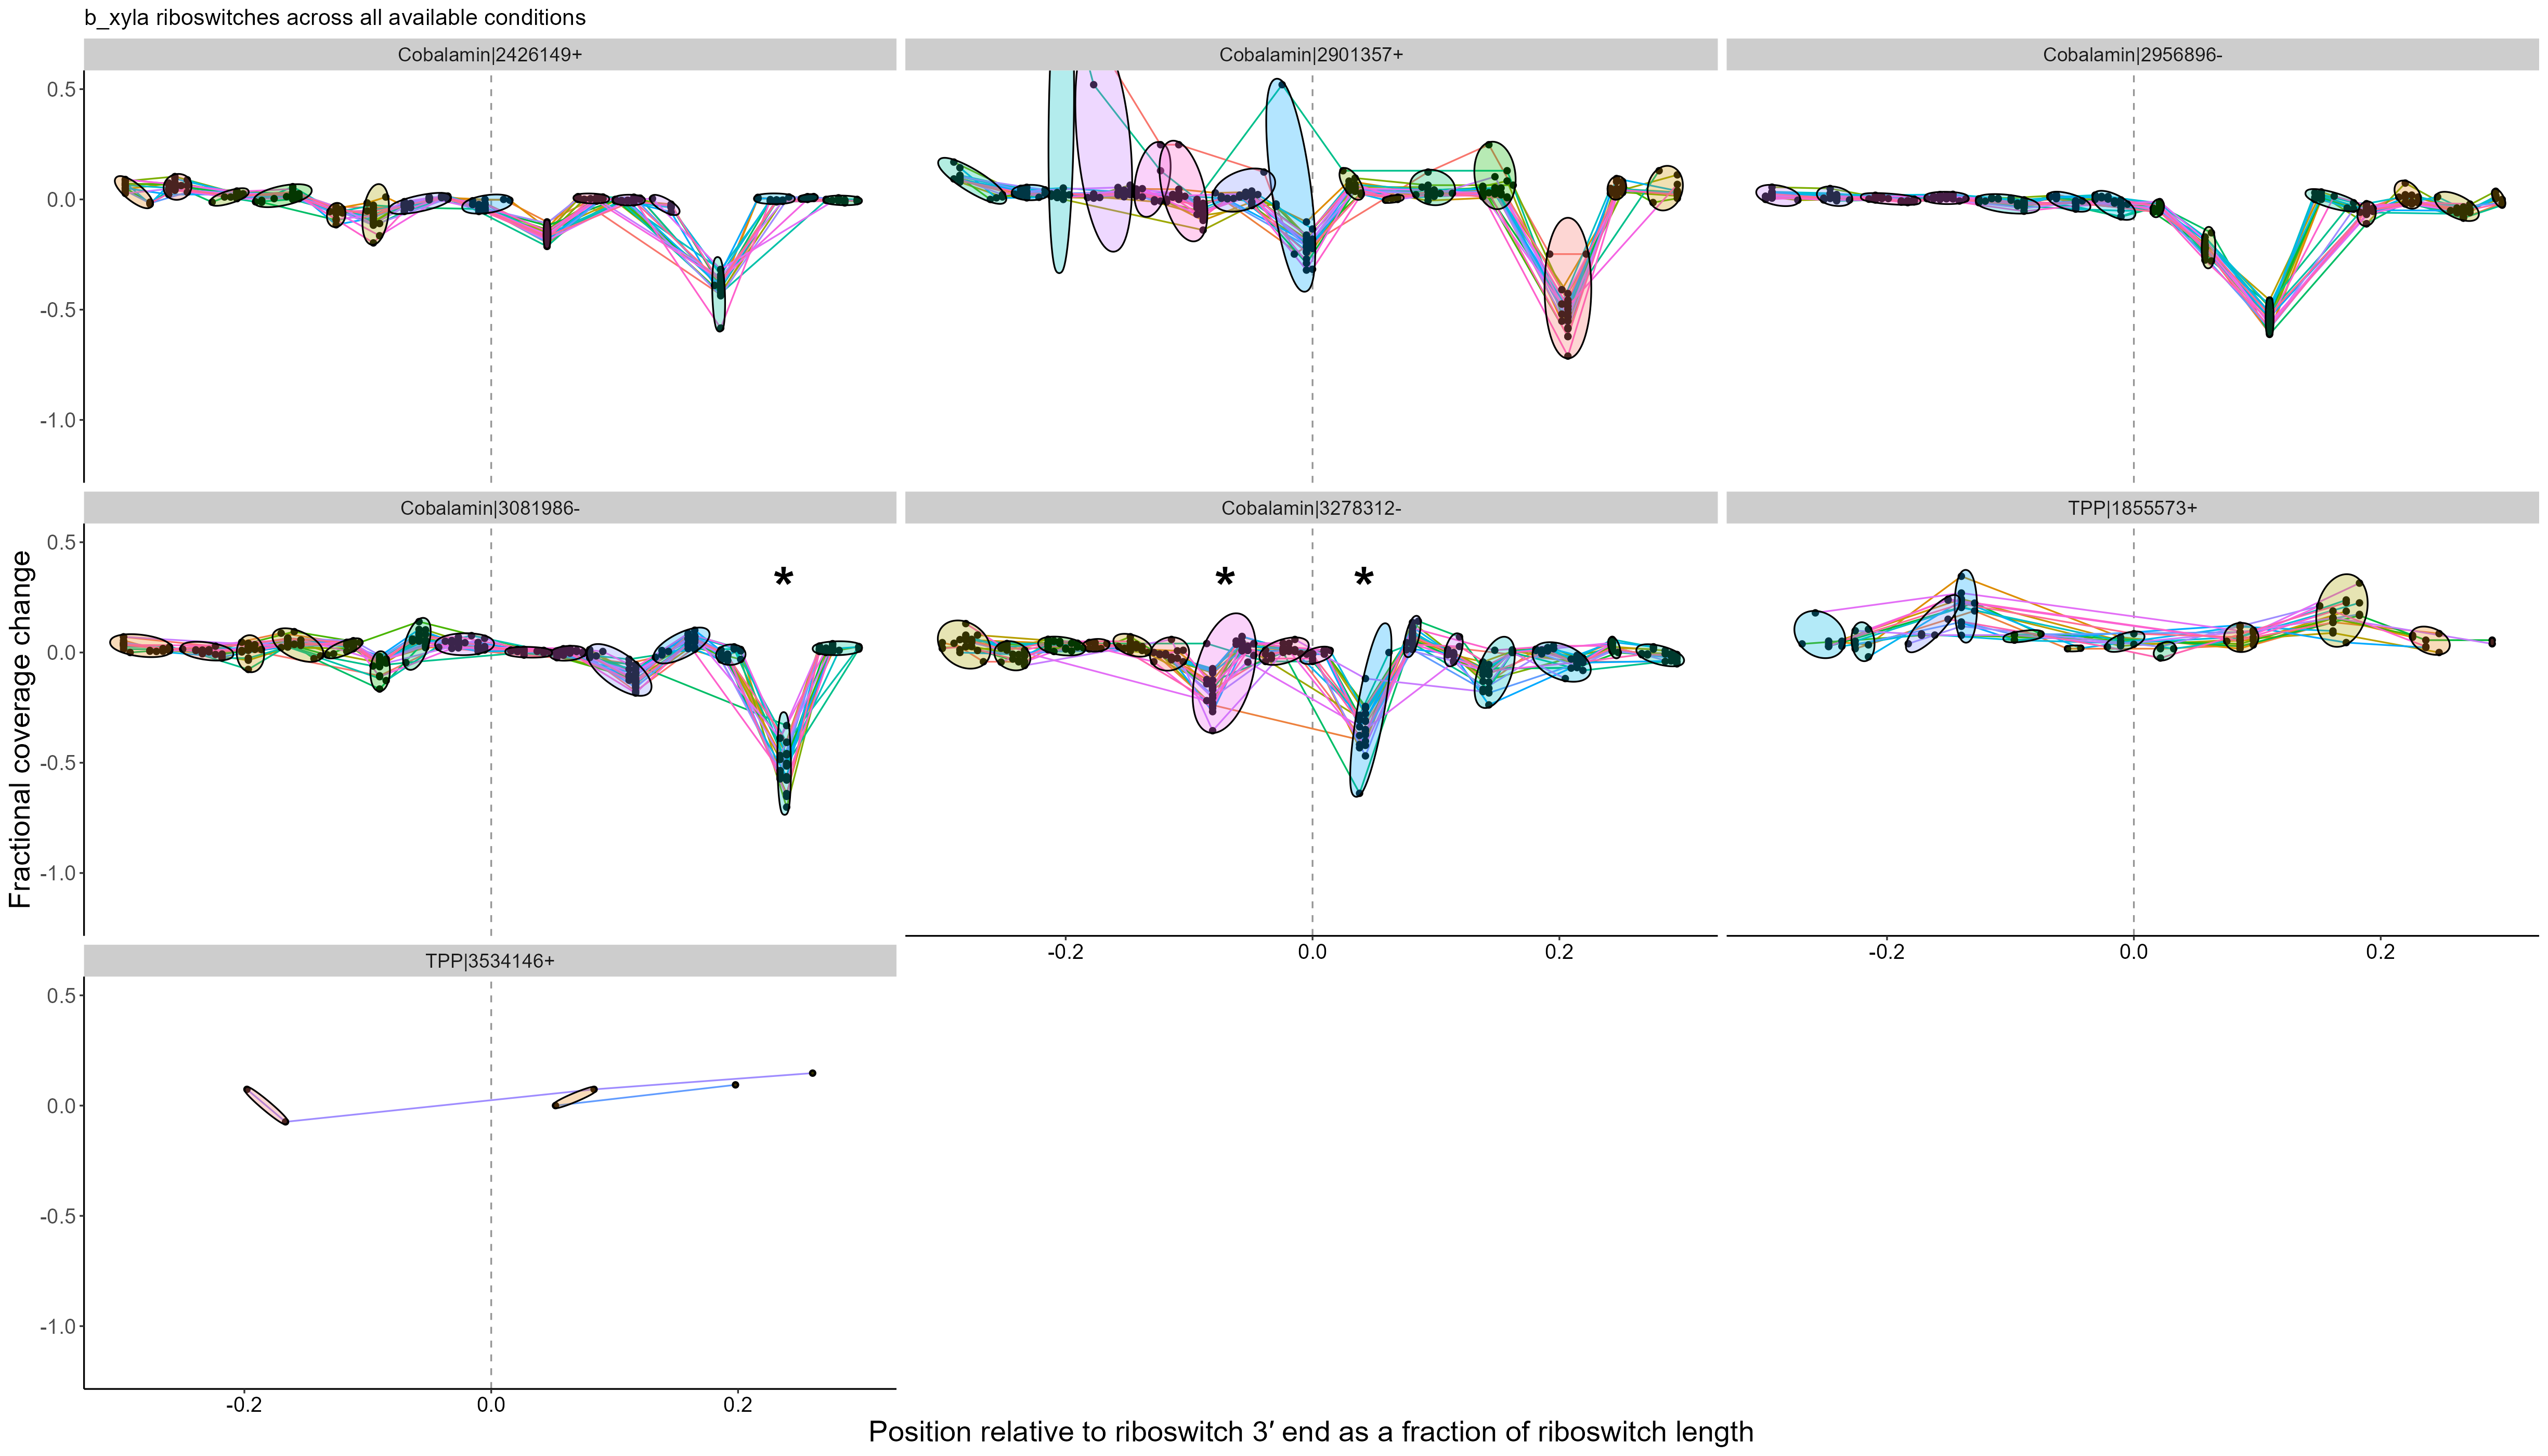 b_xyla riboswitches across all available conditions
Cobalamin|2426149+
Cobalamin|2901357+
Cobalamin|2956896-
0.5
0.0
-0.5
-1.0
Cobalamin|3081986-
Cobalamin|3278312-
TPP|1855573+
0.5
0.0
-0.5
-1.0
* * *
-0.2 0.0 0.2
-0.2 0.0 0.2
TPP|3534146+
0.5
0.0
-0.5
-1.0
-0.2 0.0 0.2
Fractional coverage change
Position relative to riboswitch 3′ end as a fraction of riboswitch length